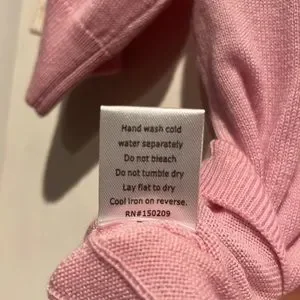 Hand wash cold
water separately
Do not bleach
Do not tumble dry
Lay flat to dry
Cool iron on reverse.
RN#150209